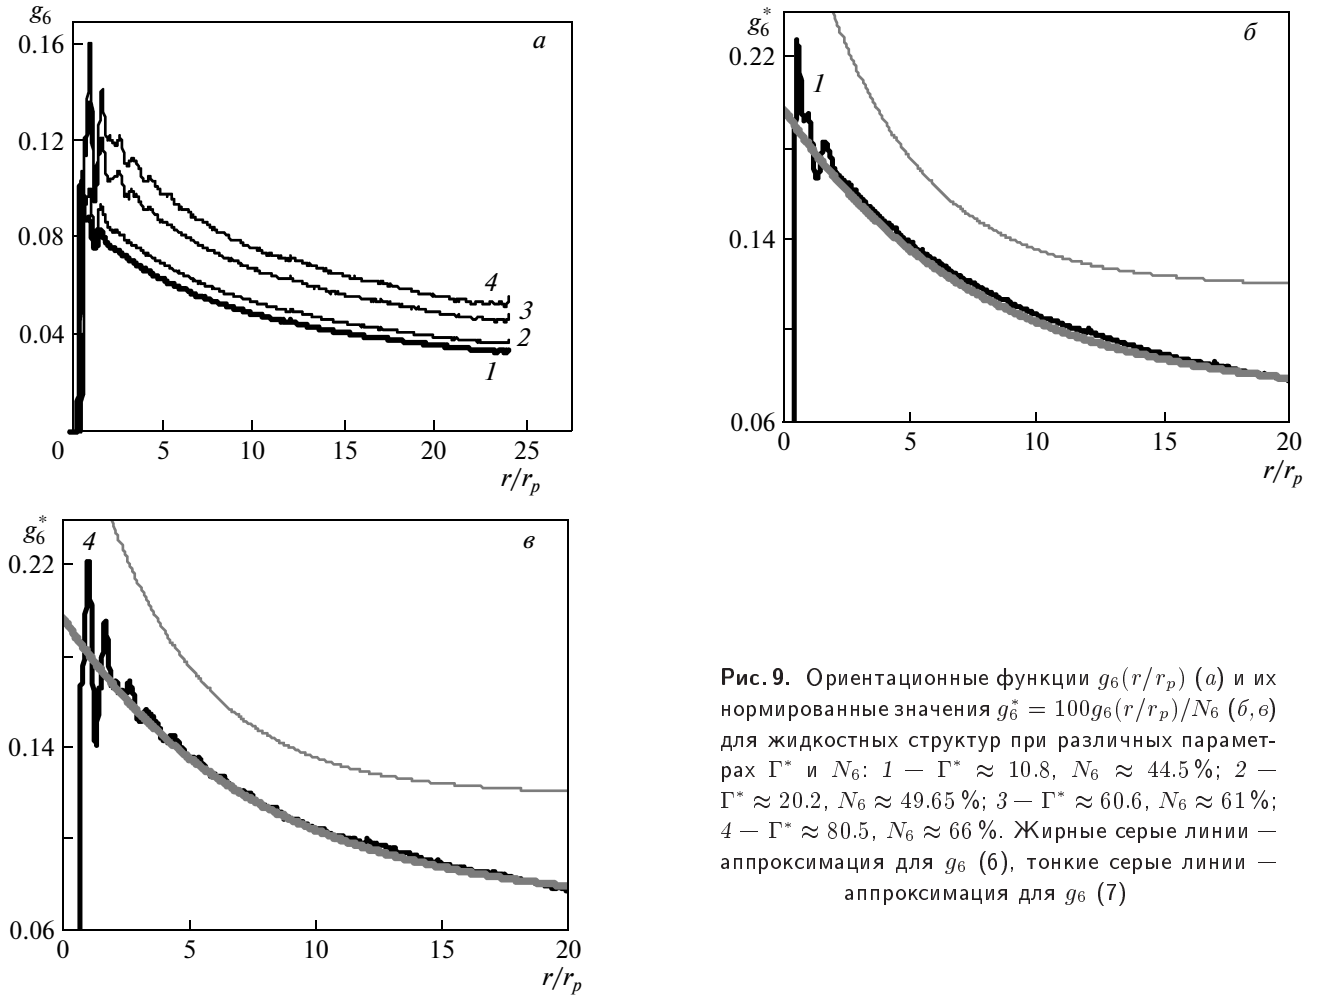 g6
а
0.16
0.12
0.08
0.04
4
3
2
1
0
5
10
15
20
25
r/rp
g6*
б
0.22
1
0.14
0.06
0
5
10
15
20
r/rp
g6*
4
в
0.22
0.14
0.06
0
5
10
15
20
r/rp
Рис. 9. Ориентационные функции g6(r/rp) (а) и их
нормированные значения g6* = 100g6(r/rp)/N6 (б,в)
для жидкостных структур при различных парамет-
рах Γ* и N6: 1 — Γ* ≈ 10.8, N6 ≈ 44.5 %; 2 —
Γ* ≈ 20.2, N6 ≈ 49.65 %; 3 — Γ* ≈ 60.6, N6 ≈ 61 %;
4 — Γ* ≈ 80.5, N6 ≈ 66 %. Жирные серые линии —
аппроксимация для g6 (6), тонкие серые линии —
аппроксимация для g6 (7)